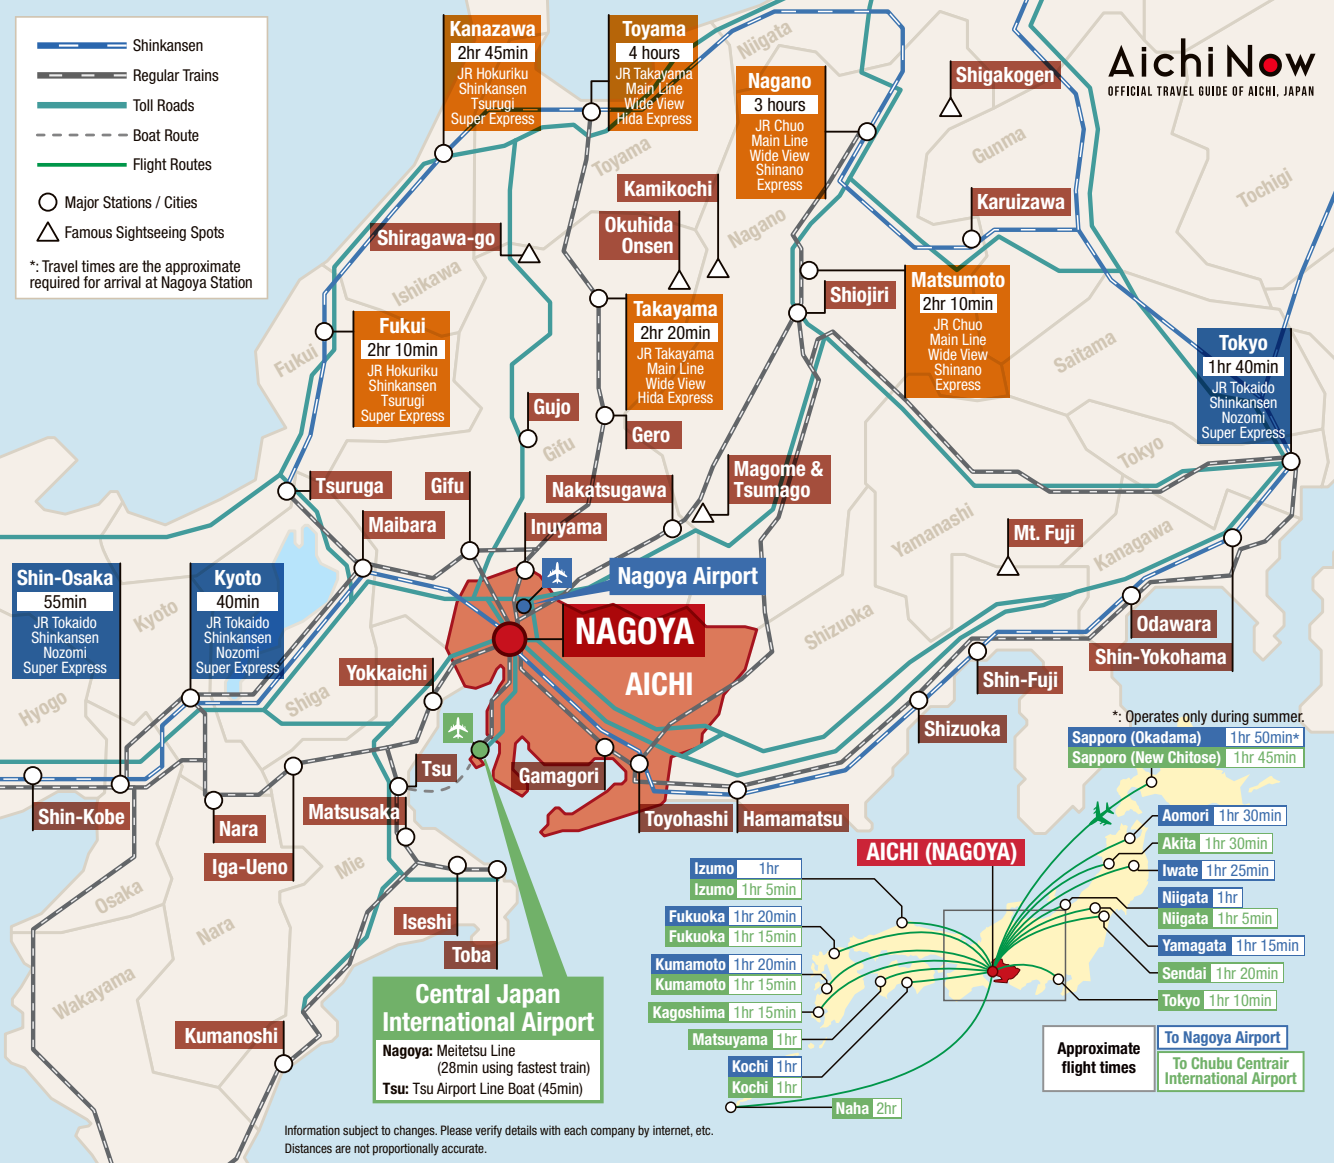 Shinkansen
Regular Trains
Toll Roads
Boat Route
Flight Routes
Major Stations / Cities
Famous Sightseeing Spots
*: Travel times are the approximate
required for arrival at Nagoya Station
Kanazawa
2hr 45min
JR Hokuriku
Shinkansen
Tsurugi
Super Express
Toyama
4 hours
JR Takayama
Main Line
Wide View
Hida Express
Nagano
3 hours
JR Chuo
Main Line
Wide View
Shinano
Express
Aichi Now
OFFICIAL TRAVEL GUIDE OF AICHI, JAPAN
Niigata
Shigakogen
Gunma
Tochigi
Toyama
Kamikochi
Okuhida
Onsen
Nagano
Karuizawa
Shiragawa-go
Ishikawa
Takayama
2hr 20min
JR Takayama
Main Line
Wide View
Hida Express
Shiojiri
Matsumoto
2hr 10min
JR Chuo
Main Line
Wide View
Shinano
Express
Fukui
2hr 10min
JR Hokuriku
Shinkansen
Tsurugi
Super Express
Fukui
Saitama
Tokyo
1hr 40min
JR Tokaido
Shinkansen
Nozomi
Super Express
Gujo
Gero
Gifu
Tokyo
Tsuruga
Gifu
Nakatsugawa
Magome &
Tsumago
Maibara
Inuyama
Yamanashi
Mt. Fuji
Kanagawa
Shin-Osaka
55min
JR Tokaido
Shinkansen
Nozomi
Super Express
Kyoto
Kyoto
40min
JR Tokaido
Shinkansen
Nozomi
Super Express
Nagoya Airport
NAGOYA
AICHI
Shizuoka
Odawara
Shin-Yokohama
Shin-Fuji
Shizuoka
Yokkaichi
Shiga
Hyogo
Tsu
Gamagori
Matsusaka
Toyohashi
Hamamatsu
Shin-Kobe
Nara
Iga-Ueno
Mie
Osaka
Nara
Wakayama
Iseshi
Toba
Kumanoshi
Central Japan
International Airport
Nagoya: Meitetsu Line
(28min using fastest train)
Tsu: Tsu Airport Line Boat (45min)
*: Operates only during summer.
Sapporo (Okadama) 1hr 50min*
Sapporo (New Chitose) 1hr 45min
Aomori 1hr 30min
Akita 1hr 30min
Iwate 1hr 25min
Niigata 1hr
Niigata 1hr 5min
Yamagata 1hr 15min
Sendai 1hr 20min
Tokyo 1hr 10min
AICHI (NAGOYA)
Izumo 1hr
Izumo 1hr 5min
Fukuoka 1hr 20min
Fukuoka 1hr 15min
Kumamoto 1hr 20min
Kumamoto 1hr 15min
Kagoshima 1hr 15min
Matsuyama 1hr
Kochi 1hr
Kochi 1hr
Naha 2hr
Approximate
flight times
To Nagoya Airport
To Chubu Centrair
International Airport
Information subject to changes. Please verify details with each company by internet, etc.
Distances are not proportionally accurate.